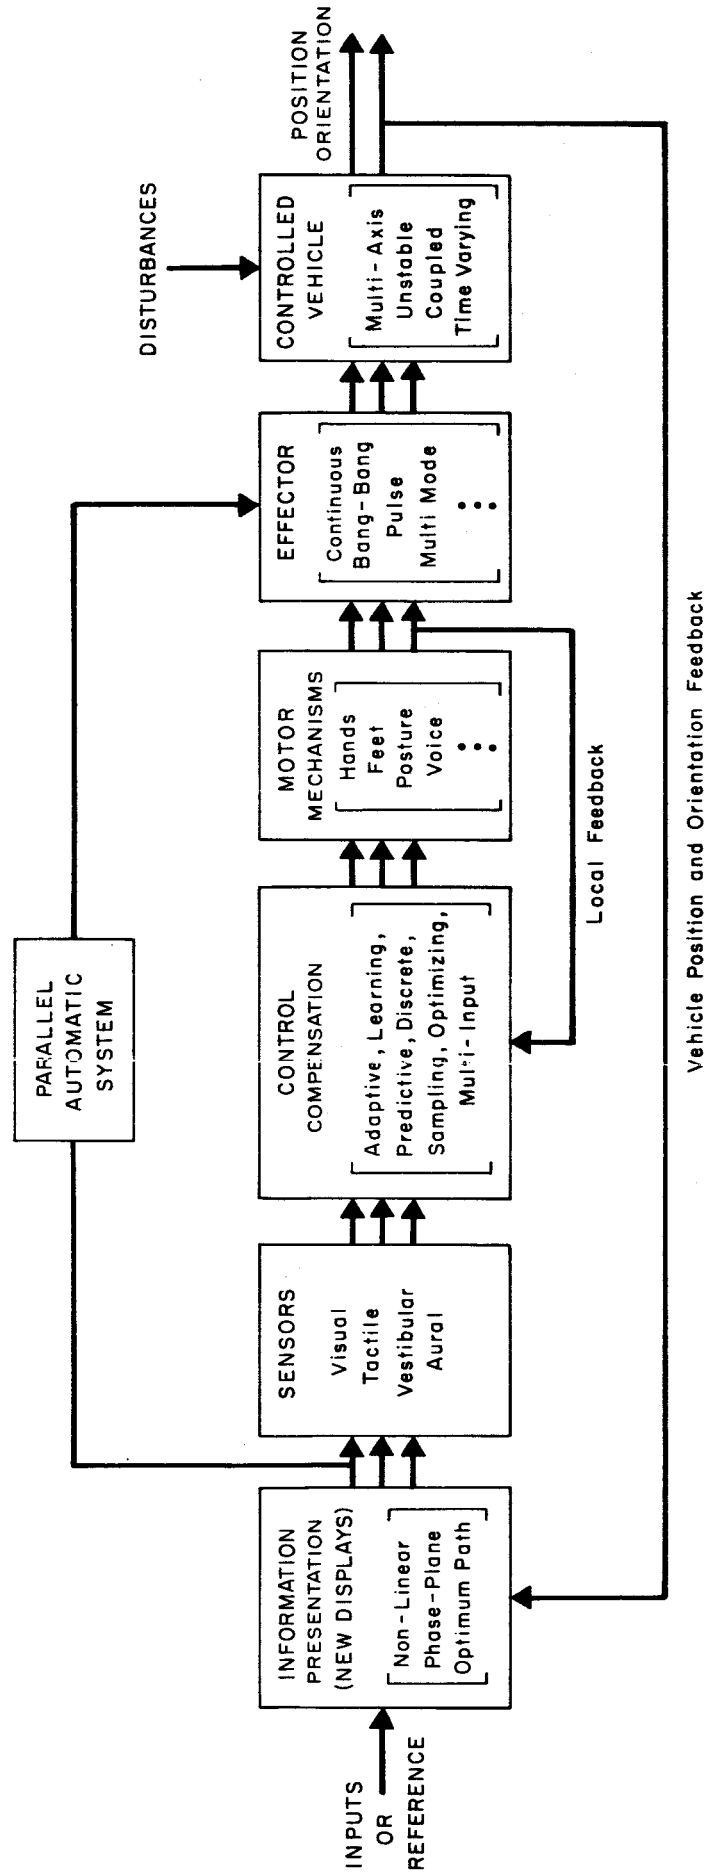 PARALLEL
AUTOMATIC
SYSTEM
INPUTS
OR
REFERENCE
INFORMATION
PRESENTATION
(NEW DISPLAYS)
Non-Linear
Phase-Plane
Optimum Path
SENSORS
Visual
Tactile
Vestibular
Aural
CONTROL
COMPENSATION
Adaptive, Learning,
Predictive, Discrete,
Sampling, Optimizing,
Multi-Input
MOTOR
MECHANISMS
Hands
Feet
Posture
Voice
EFFECTOR
Continuous
Bang-Bang
Pulse
Multi Mode
DISTURBANCES
CONTROLLED
VEHICLE
Multi-Axis
Unstable
Coupled
Time Varying
POSITION
ORIENTATION
Local Feedback
Vehicle Position and Orientation Feedback